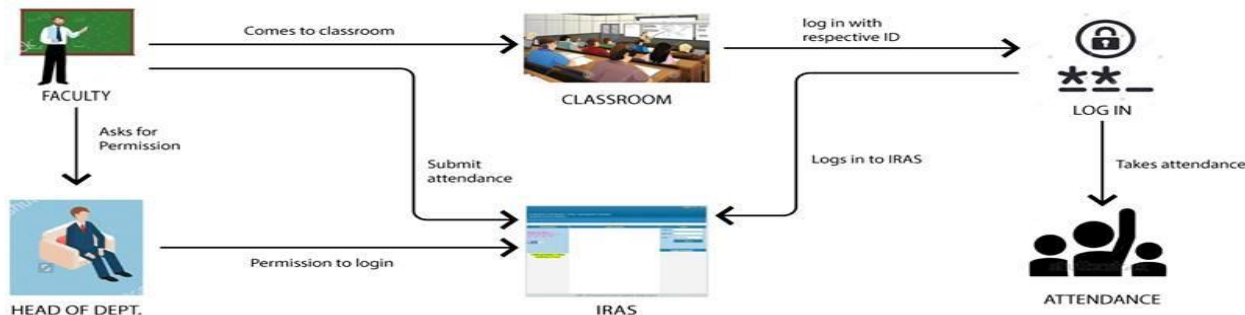 Comes to classroom
log in with
respective ID
FACULTY
CLASSROOM
LOG IN
Asks for
Permission
Submit
attendance
Logs in to IRAS
Takes attendance
Permission to login
HEAD OF DEPT.
IRAS
ATTENDANCE